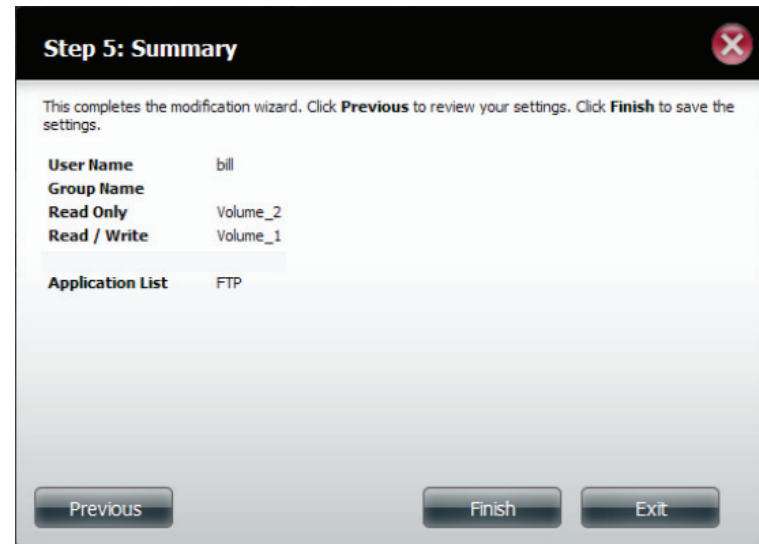 Step 5: Summary
This completes the modification wizard. Click Previous to review your settings. Click Finish to save the
settings.
User Name bill
Group Name
Read Only Volume_2
Read / Write Volume_1
Application List FTP
Previous Finish Exit